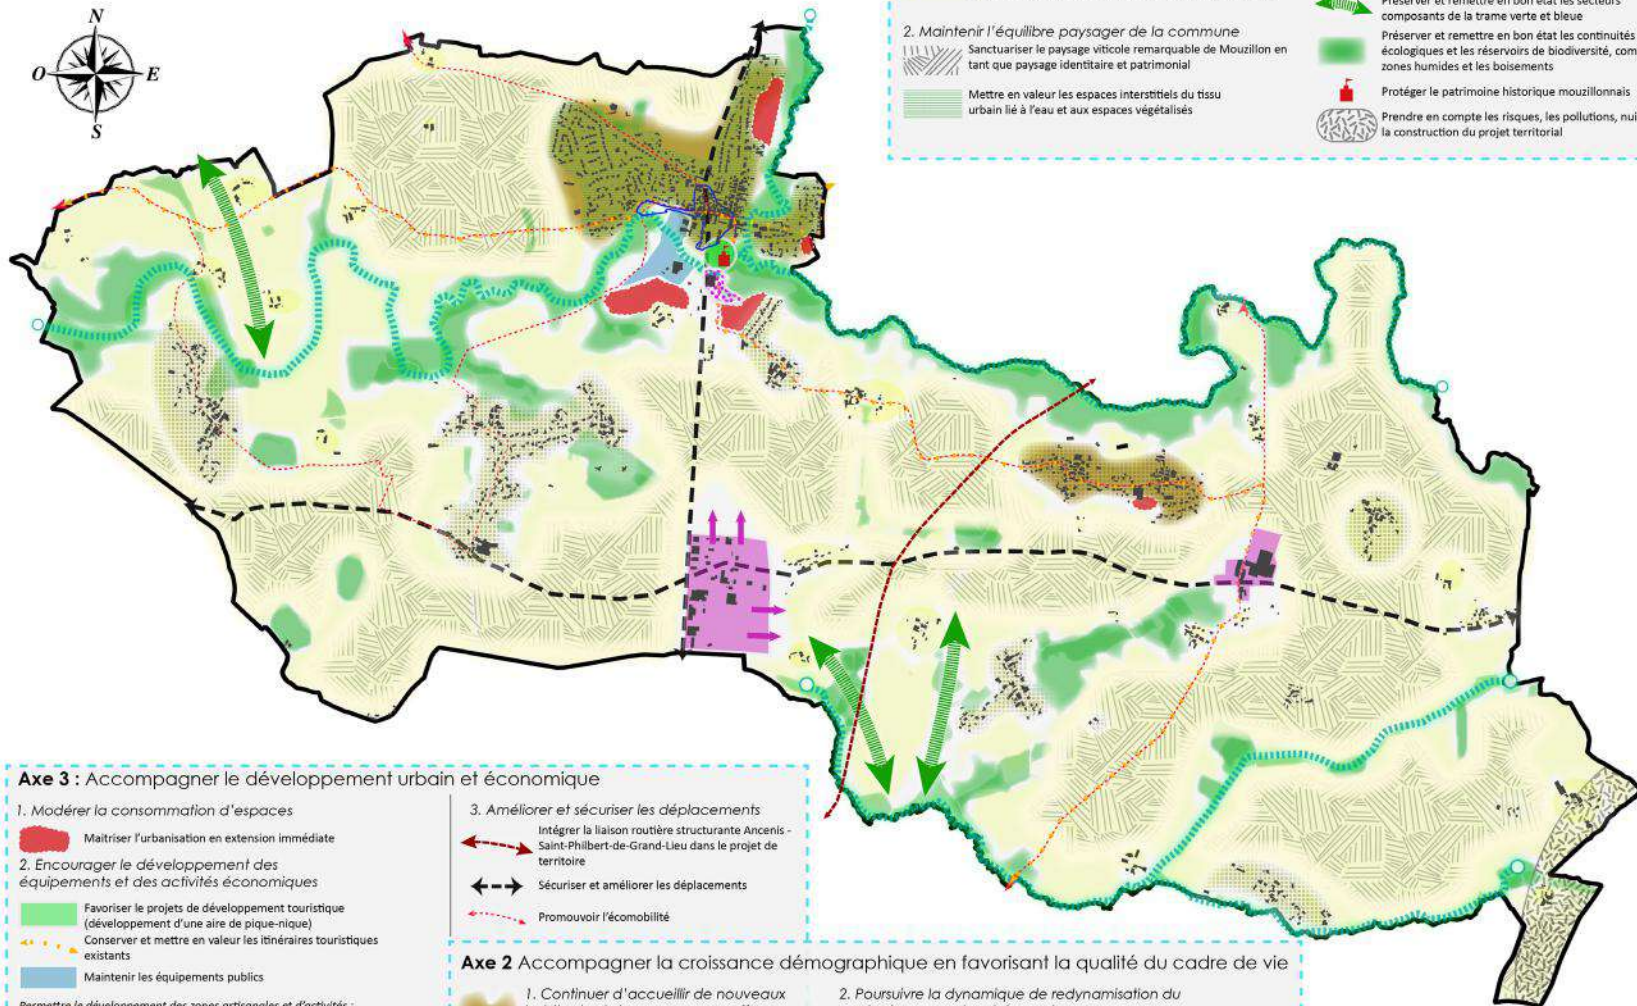 N
O
E
S
Préserver et remettre en bon état les secteurs
composants de la trame verte et bleue
2. Maintenir l'équilibre paysager de la commune
Sanctuariser le paysage viticole remarquable de Mouzillon en
tant que paysage identitaire et patrimonial
Mettre en valeur les espaces interstitiels du tissu
urbain lié à l'eau et aux espaces végétalisés
Préserver et remettre en bon état les continuités
écologiques et les réservoirs de biodiversité, com
zones humides et les boisements
Protéger le patrimoine historique mouzillonnais
Prendre en compte les risques, les pollutions, nui
la construction du projet territorial
Axe 3 : Accompagner le développement urbain et économique
1. Modérer la consommation d'espaces
Maitriser l'urbanisation en extension immédiate
2. Encourager le développement des
équipements et des activités économiques
Favoriser le projets de développement touristique
(développement d'une aire de pique-nique)
Conserver et mettre en valeur les itinéraires touristiques
existants
Maintenir les équipements publics
Permettre le développement des zones artisanales et d'activités :
3. Améliorer et sécuriser les déplacements
Intégrer la liaison routière structurante Ancenis -
Saint-Philbert-de-Grand-Lieu dans le projet de
territoire
Sécuriser et améliorer les déplacements
Promouvoir l'écomobilité
Axe 2 Accompagner la croissance démographique en favorisant la qualité du cadre de vie
1. Continuer d'accueillir de nouveaux
2. Poursuivre la dynamique de redynamisation du